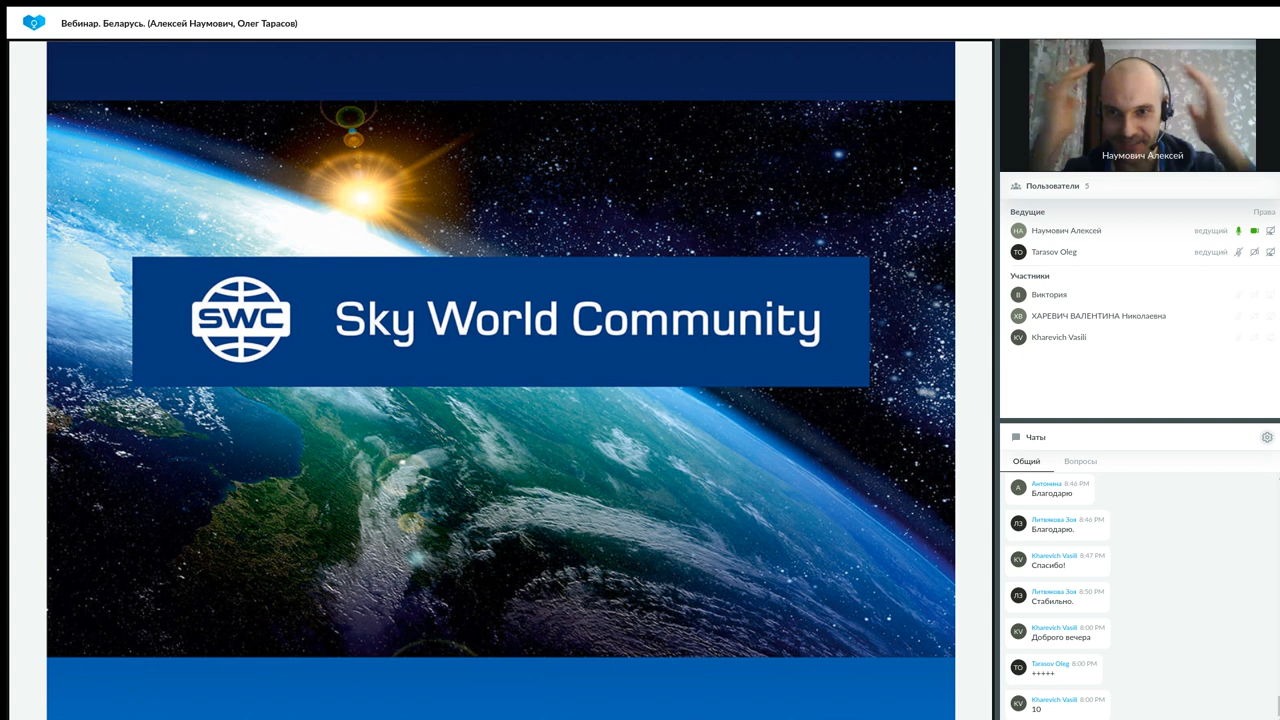 Вебинар. Беларусь. (Алексей Наумович, Олег Тарасов)
SWC
Sky World Community
Наумович Алексей
Пользователи 5
Ведущие Права
НА Наумович Алексей ведущий
TO Tarasov Oleg ведущий
Участники
В Виктория
ХВ ХАРЕВИЧ ВАЛЕНТИНА Николаевна
KV Kharevich Vasili
Чаты
Общий Вопросы
А Антонина 8:46 PM
Благодарю
ЛЗ Литвякова Зоя 8:46 PM
Благодарю.
KV Kharevich Vasili 8:47 PM
Спасибо!
ЛЗ Литвякова Зоя 8:50 PM
Стабильно.
KV Kharevich Vasili 8:00 PM
Доброго вечера
TO Tarasov Oleg 8:00 PM
+++++
KV Kharevich Vasili 8:00 PM
10